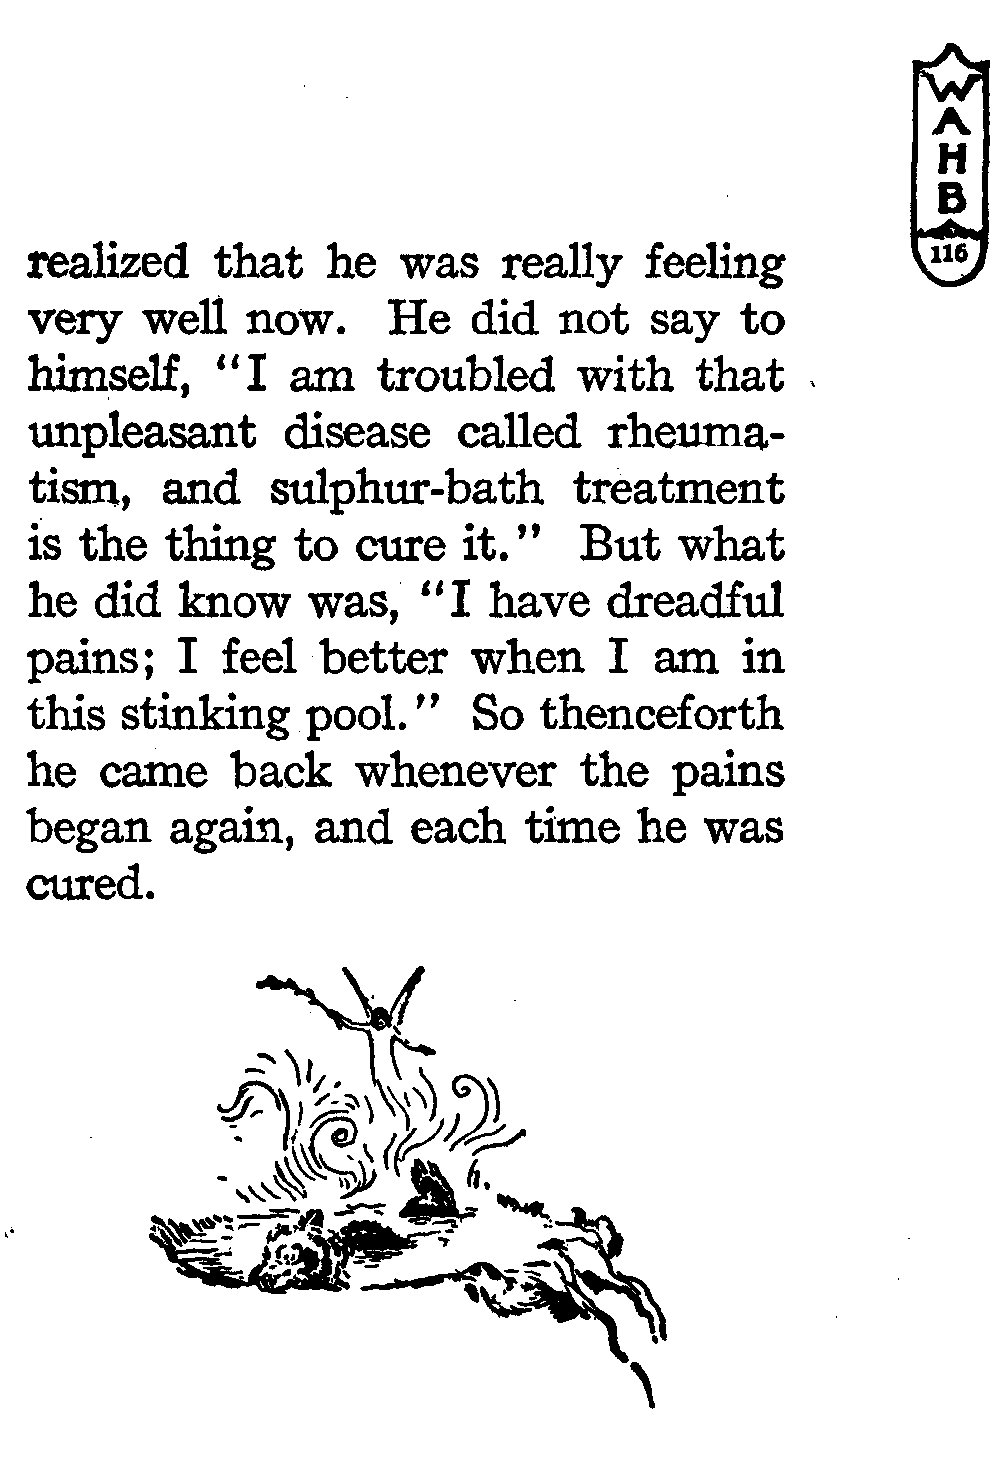 WAHB
116
realized that he was really feeling
very well now. He did not say to
himself, "I am troubled with that
unpleasant disease called rheuma-
tism, and sulphur-bath treatment
is the thing to cure it." But what
he did know was, "I have dreadful
pains; I feel better when I am in
this stinking pool." So thenceforth
he came back whenever the pains
began again, and each time he was
cured.